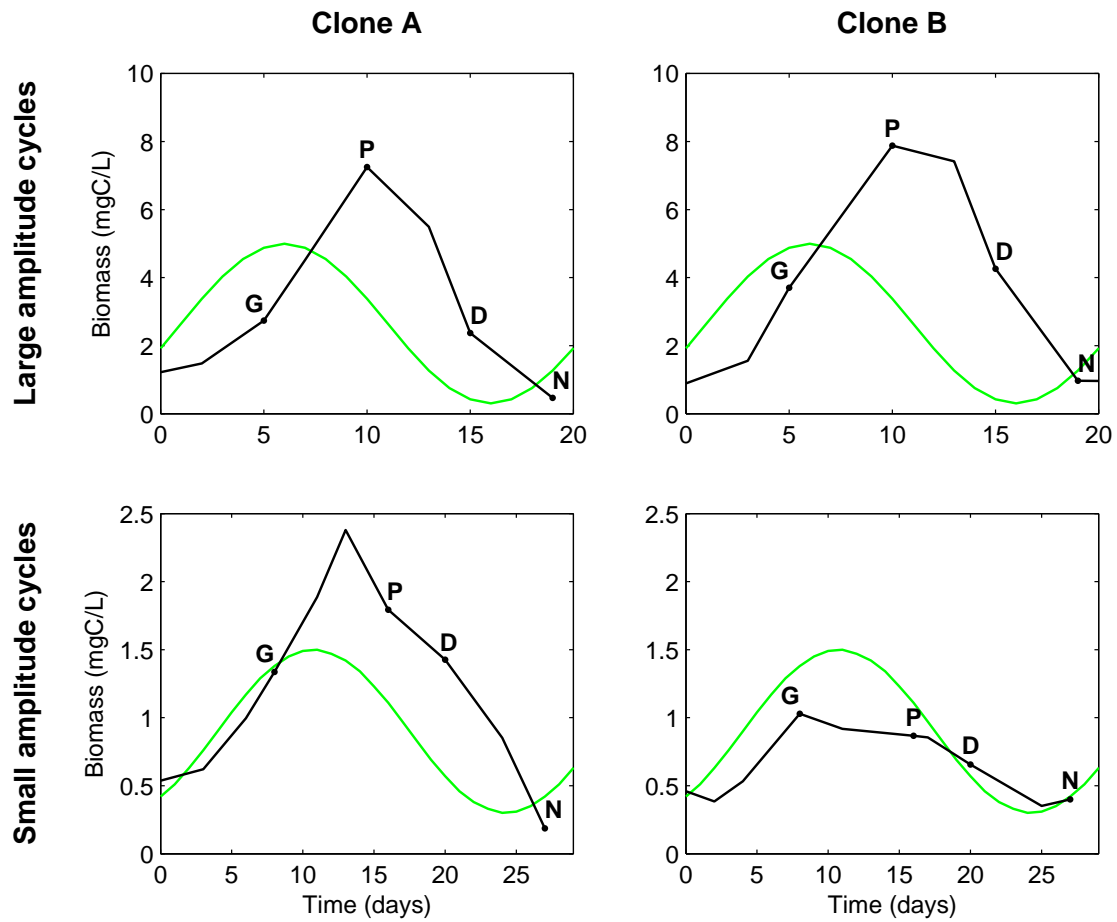 Clone A
Clone B
Large amplitude cycles
Biomass (mgC/L)
10
8
6
4
2
0
G
P
D
N
0 5 10 15 20
10
8
6
4
2
0
G
P
D
N
0 5 10 15 20
Small amplitude cycles
Biomass (mgC/L)
2.5
2
1.5
1
0.5
0
G
P
D
N
0 5 10 15 20 25
Time (days)
2.5
2
1.5
1
0.5
0
G
P
D
N
0 5 10 15 20 25
Time (days)